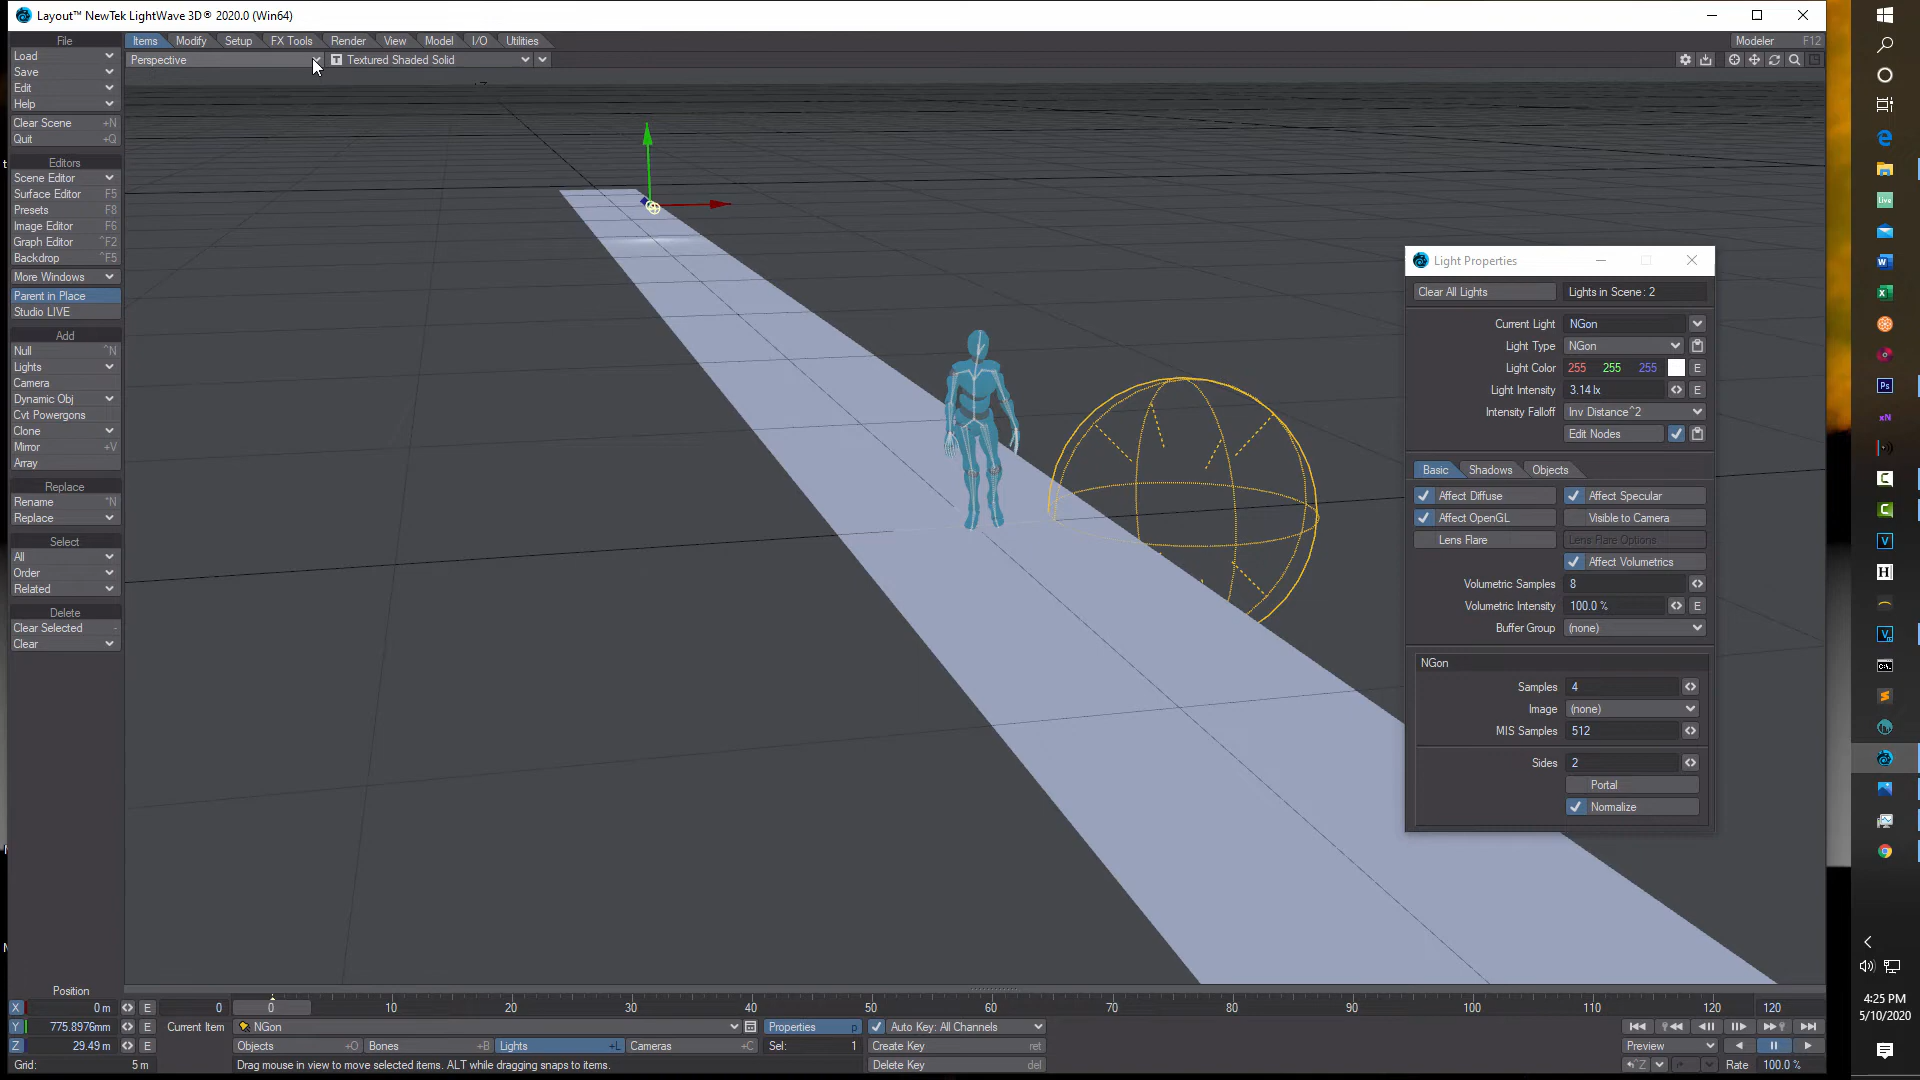 Layout™ NewTek LightWave 3D® 2020.0 (Win64)
File
Items
Modify
Setup
FX Tools
Render
View
Model
I/O
Utilities
Modeler F12
Load
Perspective
T Textured Shaded Solid
Save
Edit
Help
Clear Scene +N
Quit +Q
Editors
Scene Editor
Surface Editor F5
Presets F8
Image Editor F6
Graph Editor ^F2
Backdrop ^F5
More Windows
Parent in Place
Studio LIVE
Add
Null ^N
Lights
Camera
Dynamic Obj
Cvt Powergons
Clone
Mirror +V
Array
Replace
Rename
Replace
Select
All
Order
Related
Delete
Clear Selected -
Clear
Light Properties
Clear All Lights
Lights in Scene: 2
Current Light NGon
Light Type NGon
Light Color 255 255 255 E
Light Intensity 3.14 lx E
Intensity Falloff Inv Distance^2
Edit Nodes
Basic
Shadows
Objects
Affect Diffuse
Affect Specular
Affect OpenGL
Visible to Camera
Lens Flare
Lens Flare Options
Affect Volumetrics
Volumetric Samples 8
Volumetric Intensity 100.0 % E
Buffer Group (none)
NGon
Samples 4
Image (none)
MIS Samples 512
Sides 2
Portal
Normalize
Position
X 0 m E
0
0 10 20 30 40 50 60 70 80 90 100 110 120
120
Y 775.8976mm E
Current Item NGon
Properties p
Auto Key: All Channels
Z 29.49 m E
Objects +O
Bones +B
Lights +L
Cameras +C
Sel: 1
Create Key ret
Preview
Grid: 5 m
Drag mouse in view to move selected items. ALT while dragging snaps to items.
Delete Key del
^Z
Rate 100.0 %
live
W
X
Ps
xN
C
C
V
H
V
C:\
S
4:25 PM
5/10/2020